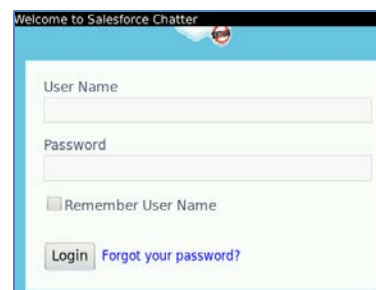 Welcome to Salesforce Chatter
User Name
Password
Remember User Name
Login Forgot your password?